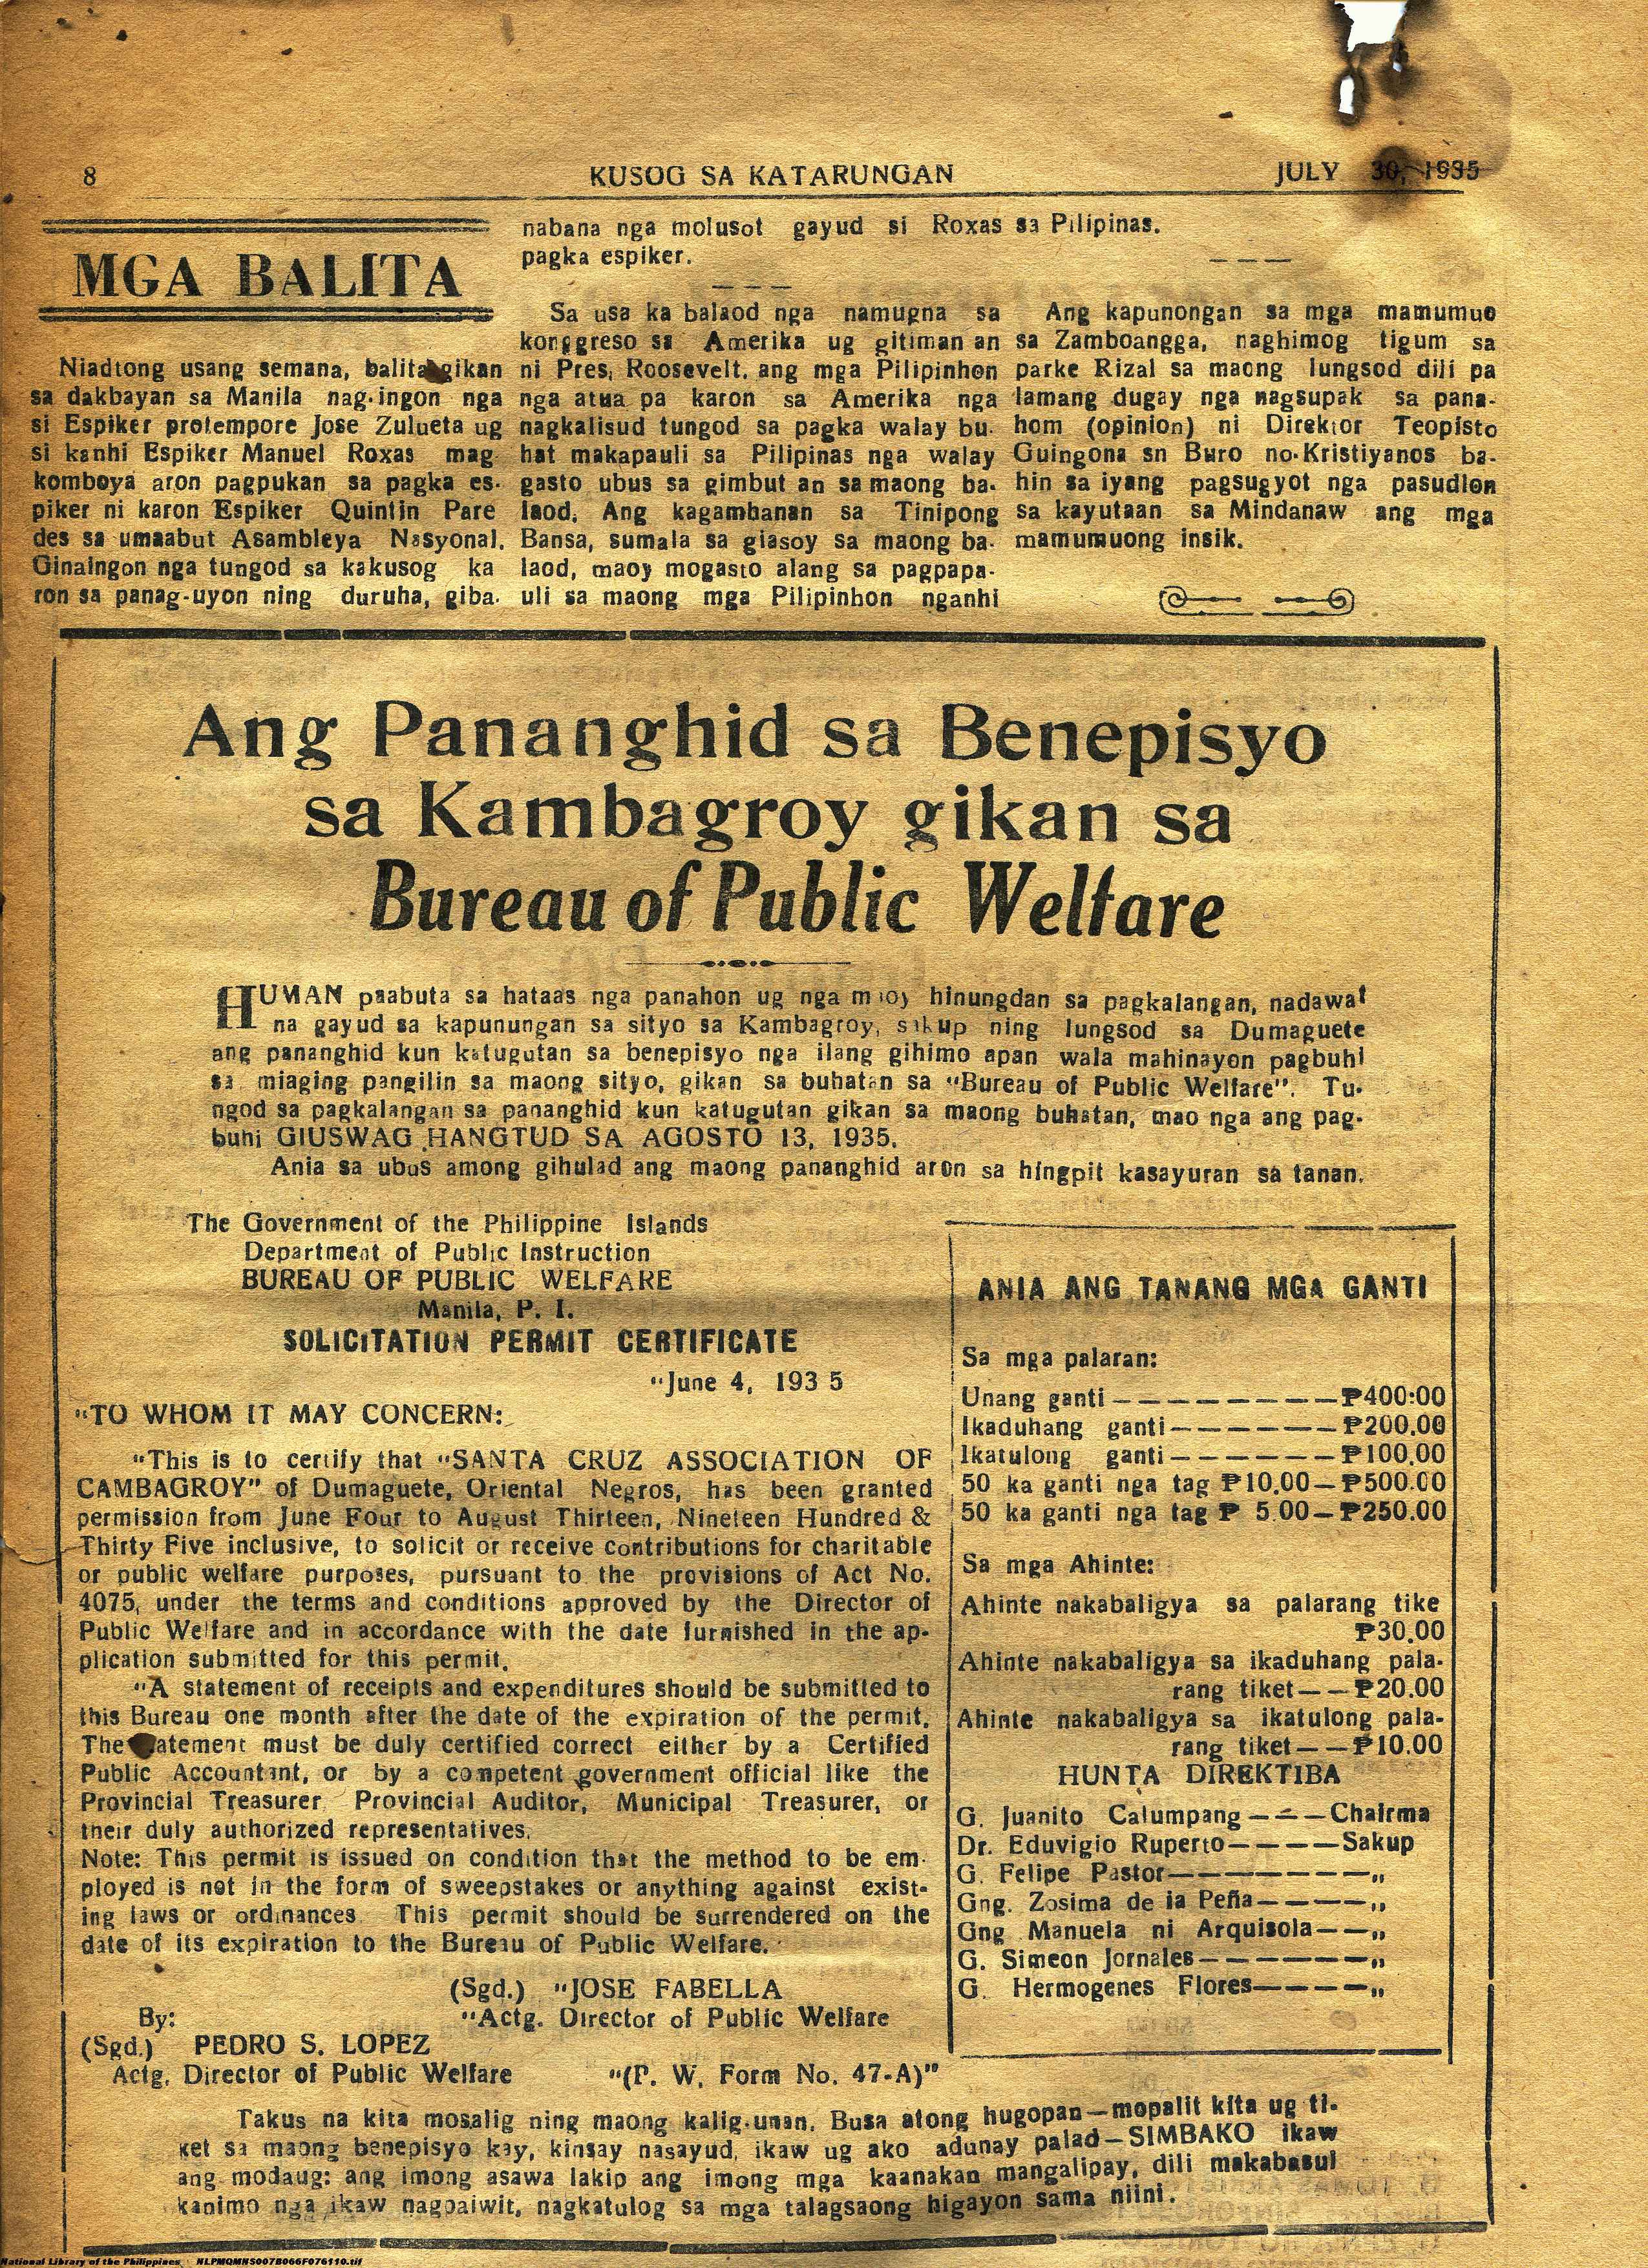 8
KUSOG SA KATARUNGAN
JULY 30, 1935
MGA BALITA
Niadtong usang semana, balita gikan
sa dakbayan sa Manila nag-ingon nga
si Espiker protempore Jose Zulueta ug
si kanhi Espiker Manuel Roxas mag
komboya aron pagpukan sa pagka es-
piker ni karon Espiker Quintin Pare
des sa umaabut Asambleya Nasyonal.
Ginaingon nga tungod sa kakusog ka
ron sa panag-uyon ning duruha, giba-
nabana nga molusot gayud si Roxas
pagka espiker.
Sa usa ka balaod nga namugna sa
konggreso sa Amerika ug gitiman an
ni Pres, Roosevelt. ang mga Pilipinhon
nga atua pa karon sa Amerika nga
nagkalisud tungod sa pagka walay bu-
hat makapauli sa Pilipinas nga walay
gasto ubus sa gimbut an sa maong ba-
laod. Ang kagamhanan sa Tinipong
Bansa, sumala sa giasoy sa maong ba-
laod, maoy mogasto alang sa pagpapa-
uli sa maong mga Pilipinhon nganhi
sa Pilipinas.
Ang kapunongan sa mga mamumuo
sa Zamboangga, naghimog tigum sa
parke Rizal sa maong lungsod dili pa
lamang dugay nga nagsupak sa pana-
hom (opinion) ni Direktor Teopisto
Guingona sn Buro no-Kristiyanos ba-
hin sa iyang pagsugyot nga pasudlon
sa kayutaan sa Mindanaw ang mga
mamumuong insik.
Ang Pananghid sa Benepisyo
sa Kambagroy gikan sa
Bureau of Public Welfare
HUMAN paabuta sa hataas nga panahon ug nga maoy hinungdan sa pagkalangan, nadawat
na gayud sa kapunungan sa sityo sa Kambagroy, sakup ning lungsod sa Dumaguete
ang pananghid kun katugutan sa benepisyo nga ilang gihimo apan wala mahinayon pagbuhi
sa miaging pangilin sa maong sityo, gikan sa buhatan sa "Bureau of Public Welfare". Tu-
ngod sa pagkalangan sa pananghid kun katugutan gikan sa maong buhatan, mao nga ang pag-
buhi GIUSWAG HANGTUD SA AGOSTO 13, 1935.
Ania sa ubus among gihulad ang maong pananghid aron sa hingpit kasayuran sa tanan.
The Government of the Philippine Islands
Department of Public Instruction
BUREAU OF PUBLIC WELFARE
Manila, P. I.
SOLICITATION PERMIT CERTIFICATE
"June 4, 193 5
"TO WHOM IT MAY CONCERN:
"This is to certify that "SANTA CRUZ ASSOCIATION OF
CAMBAGROY" of Dumaguete, Oriental Negros, has been granted
permission from June Four to August Thirteen, Nineteen Hundred &
Thirty Five inclusive, to solicit or receive contributions for charitable
or public welfare purposes, pursuant to the provisions of Act No.
4075, under the terms and conditions approved by the Director of
Public Welfare and in accordance with the date furnished in the ap-
plication submitted for this permit.
"A statement of receipts and expenditures should be submitted to
this Bureau one month after the date of the expiration of the permit.
The atement must be duly certified correct either by a Certified
Public Accountant, or by a competent government official like the
Provincial Treasurer Provincial Auditor, Municipal Treasurer, or
their duly authorized representatives.
Note: This permit is issued on condition that the method to be em-
ployed is not in the form of sweepstakes or anything against exist-
ing laws or ordinances This permit should be surrendered on the
date of its expiration to the Bureau of Public Welfare.
(Sgd.) "JOSE FABELLA
By: "Actg. Director of Public Welfare
(Sgd.) PEDRO S. LOPEZ
Actg. Director of Public Welfare "(P. W. Form No. 47-A)"
ANIA ANG TANANG MGA GANTI
Sa mga palaran:
Unang ganti — — — — — — — — — ₱400:00
Ikaduhang ganti — — — — — — ₱200.00
Ikatulong ganti — — — — — — ₱100.00
50 ka ganti nga tag ₱10.00—₱500.00
50 ka ganti nga tag ₱ 5.00—₱250.00
Sa mga Ahinte:
Ahinte nakabaligya sa palarang tike
₱30.00
Ahinte nakabaligya sa ikaduhang pala-
rang tiket — — ₱20.00
Ahinte nakabaligya sa ikatulong pala-
rang tiket — — ₱10.00
HUNTA DIREKTIBA
G. Juanito Calumpang — — — Chairma
Dr. Eduvigio Ruperto — — — — Sakup
G. Felipe Pastor — — — — — — — „
Gng. Zosima de la Peña — — — — „
Gng Manuela ni Arquisola — — „
G. Simeon Jornales — — — — — — „
G. Hermogenes Flores — — — — „
Takus na kita mosalig ning maong kalig-unan. Busa atong hugopan—mopalit kita ug ti-
ket sa maong benepisyo kay, kinsay nasayud, ikaw ug ako adunay palad—SIMBAKO ikaw
ang modaug: ang imong asawa lakip ang imong mga kaanakan mangalipay, dili makabasul
kanimo nga ikaw nagpaiwit, nagkatulog sa mga talagsaong higayon sama niini.
National Library of the Philippines NLPMQMNS007B066F076110.tif